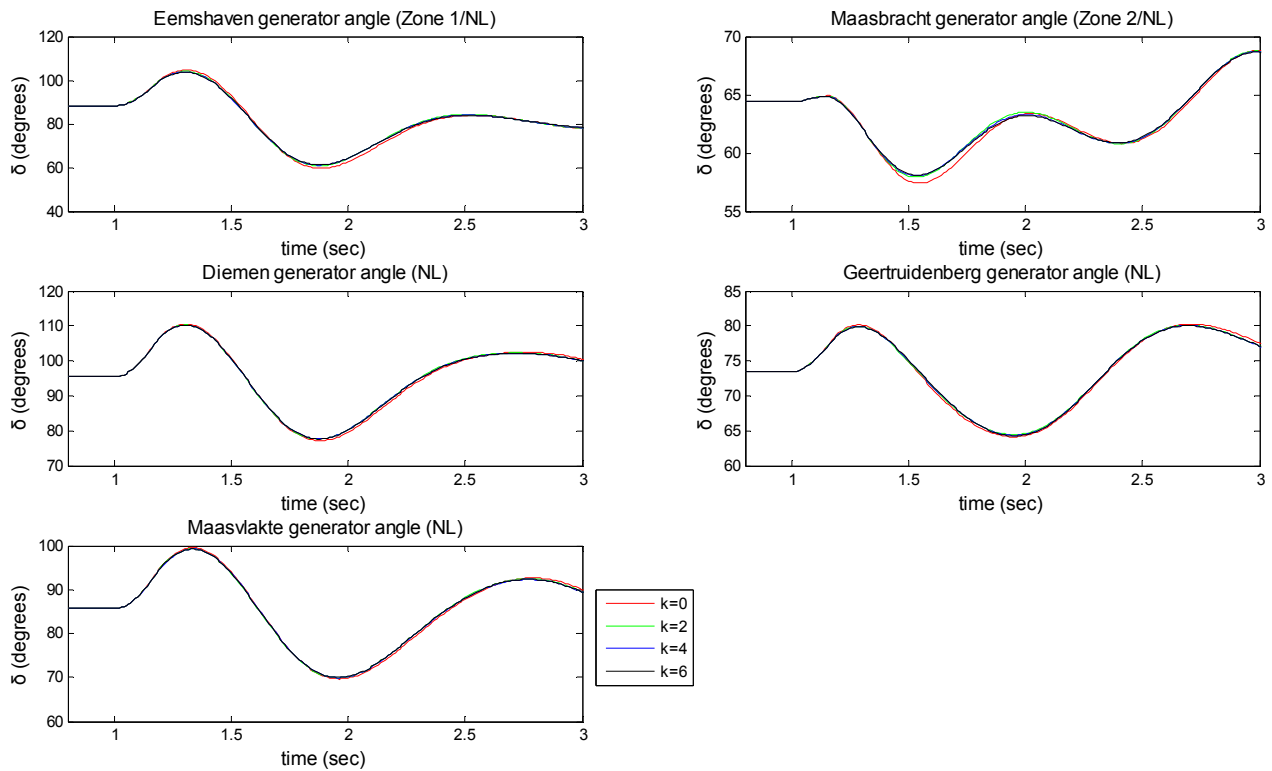 Eemshaven generator angle (Zone 1/NL)
120
100
80
60
40
δ (degrees)
1
1.5
2
2.5
3
time (sec)
Maasbracht generator angle (Zone 2/NL)
70
65
60
55
δ (degrees)
1
1.5
2
2.5
3
time (sec)
Diemen generator angle (NL)
120
110
100
90
80
70
δ (degrees)
1
1.5
2
2.5
3
time (sec)
Geertruidenberg generator angle (NL)
85
80
75
70
65
60
δ (degrees)
1
1.5
2
2.5
3
time (sec)
Maasvlakte generator angle (NL)
100
90
80
70
60
δ (degrees)
1
1.5
2
2.5
3
time (sec)
k=0
k=2
k=4
k=6